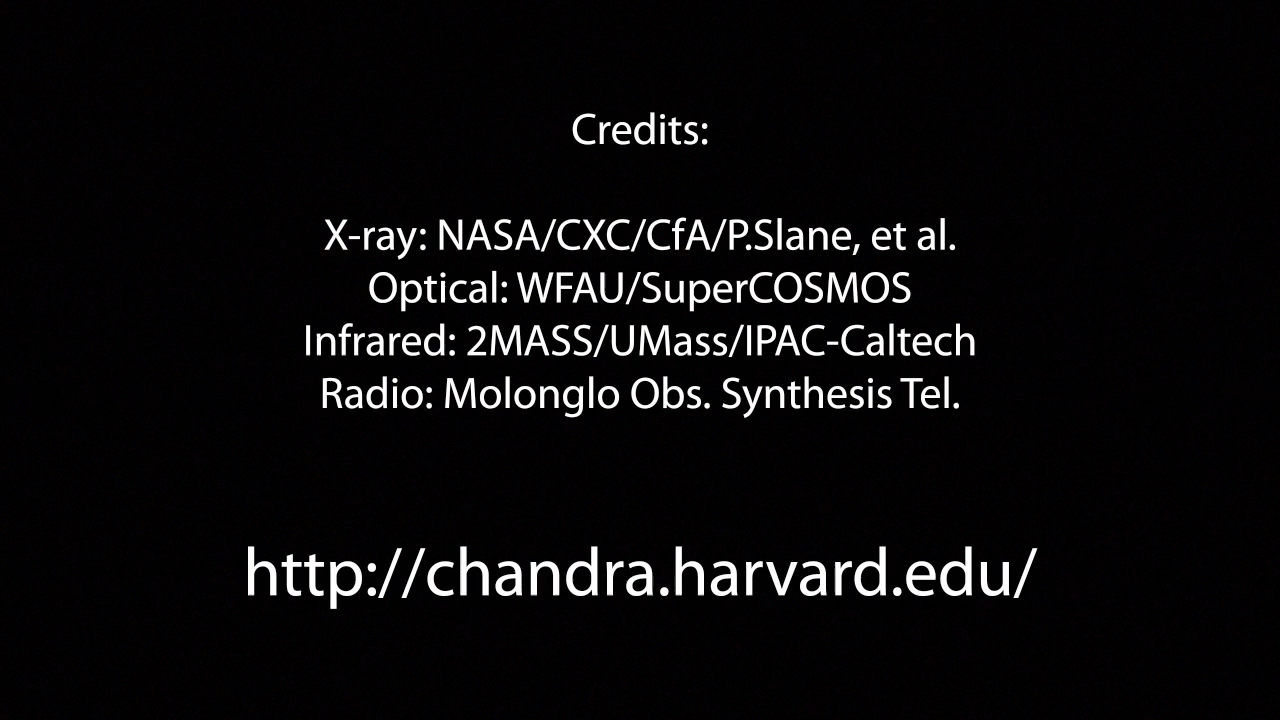 Credits:
X-ray: NASA/CXC/CfA/P.Slane, et al.
Optical: WFAU/SuperCOSMOS
Infrared: 2MASS/UMass/IPAC-Caltech
Radio: Molonglo Obs. Synthesis Tel.
http://chandra.harvard.edu/